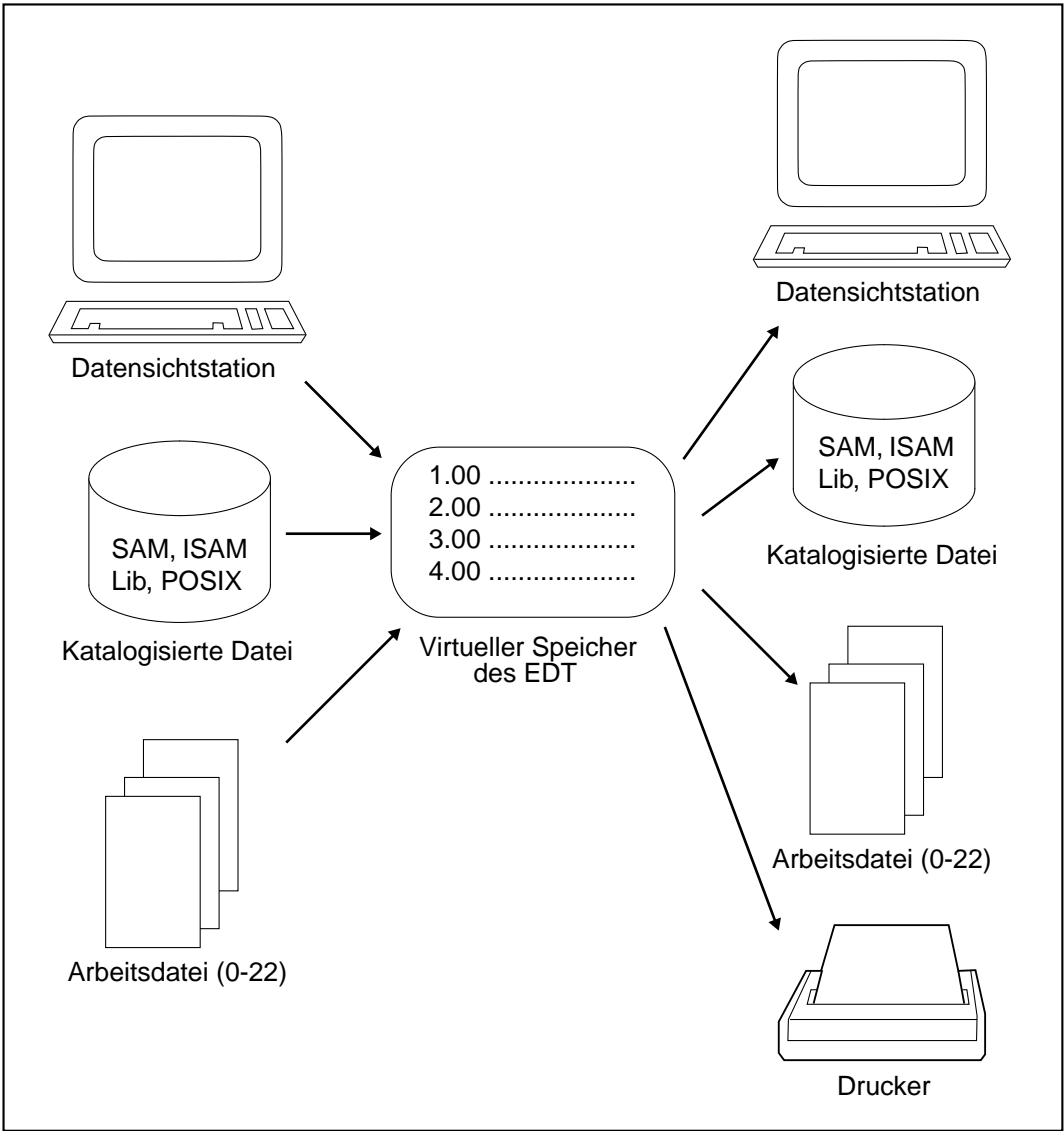 Datensichtstation
SAM, ISAM
Lib, POSIX
Katalogisierte Datei
Arbeitsdatei (0-22)
1.00 ....................
2.00 ....................
3.00 ....................
4.00 ....................
Virtueller Speicher
des EDT
Datensichtstation
SAM, ISAM
Lib, POSIX
Katalogisierte Datei
Arbeitsdatei (0-22)
Drucker